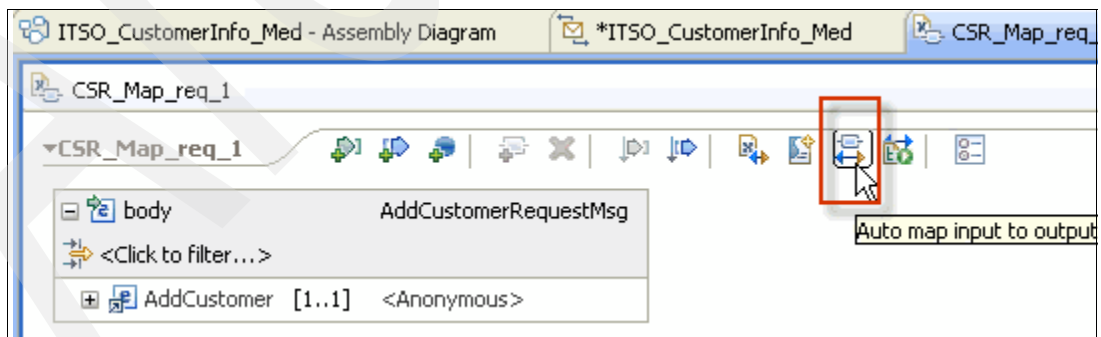 ITSO_CustomerInfo_Med - Assembly Diagram *ITSO_CustomerInfo_Med CSR_Map_req_
CSR_Map_req_1
CSR_Map_req_1
body AddCustomerRequestMsg
Auto map input to output
<Click to filter...>
AddCustomer [1..1] <Anonymous>